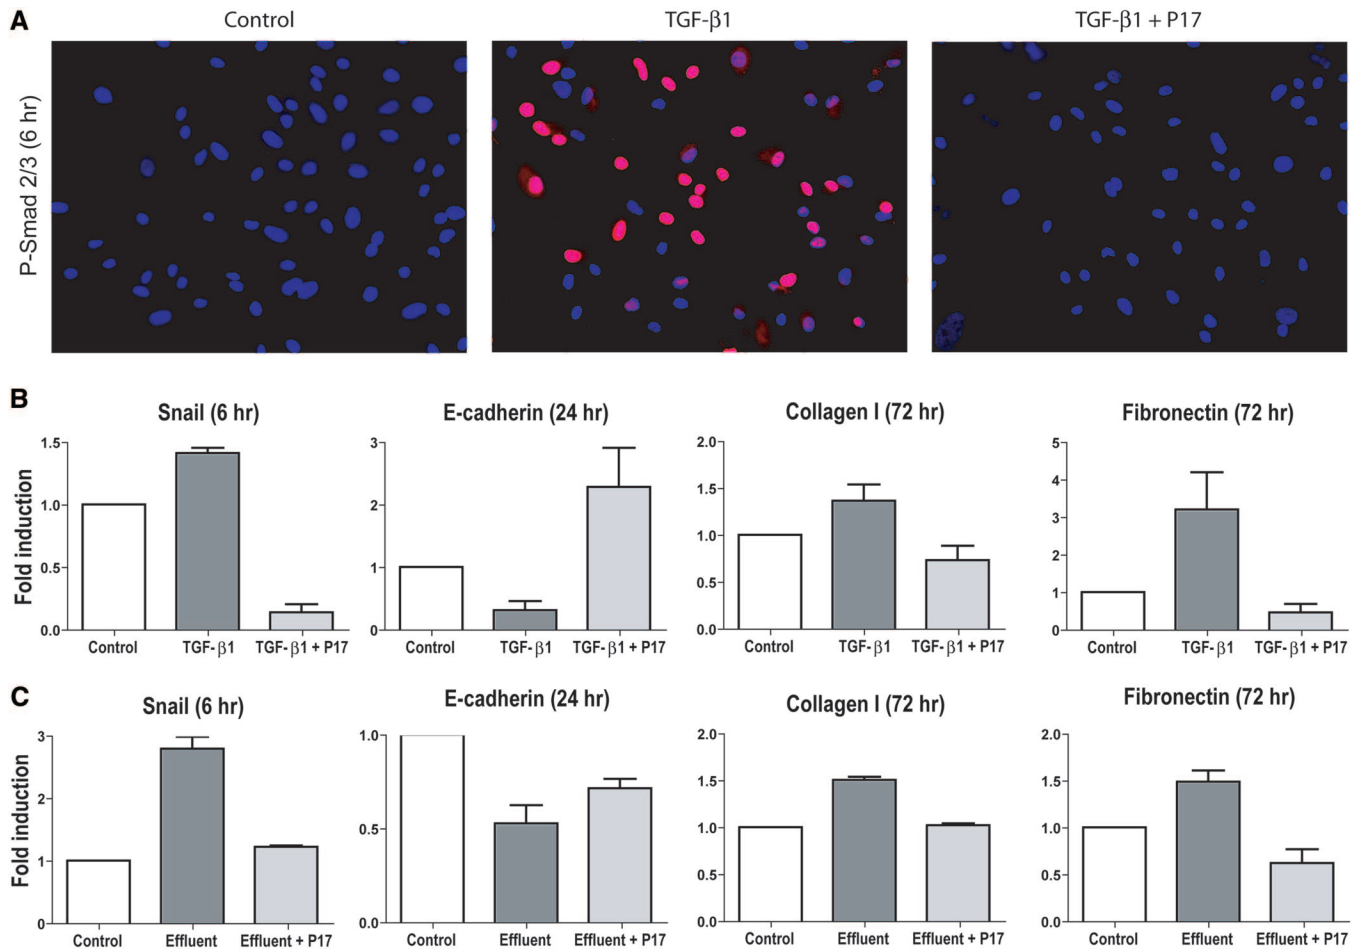 A
Control
TGF-β1
TGF-β1 + P17
P-Smad 2/3 (6 hr)
B
Snail (6 hr)
E-cadherin (24 hr)
Collagen I (72 hr)
Fibronectin (72 hr)
Fold induction
1.5
1.0
0.5
0.0
3
2
1
0
2.0
1.5
1.0
0.5
0.0
5
4
3
2
1
0
Control
TGF-β1
TGF-β1 + P17
Control
TGF-β1
TGF-β1 + P17
Control
TGF-β1
TGF-β1 + P17
Control
TGF-β1
TGF-β1 + P17
C
Snail (6 hr)
E-cadherin (24 hr)
Collagen I (72 hr)
Fibronectin (72 hr)
Fold induction
3
2
1
0
1.0
0.5
0.0
2.0
1.5
1.0
0.5
0.0
2.0
1.5
1.0
0.5
0.0
Control
Effluent
Effluent + P17
Control
Effluent
Effluent + P17
Control
Effluent
Effluent + P17
Control
Effluent
Effluent + P17